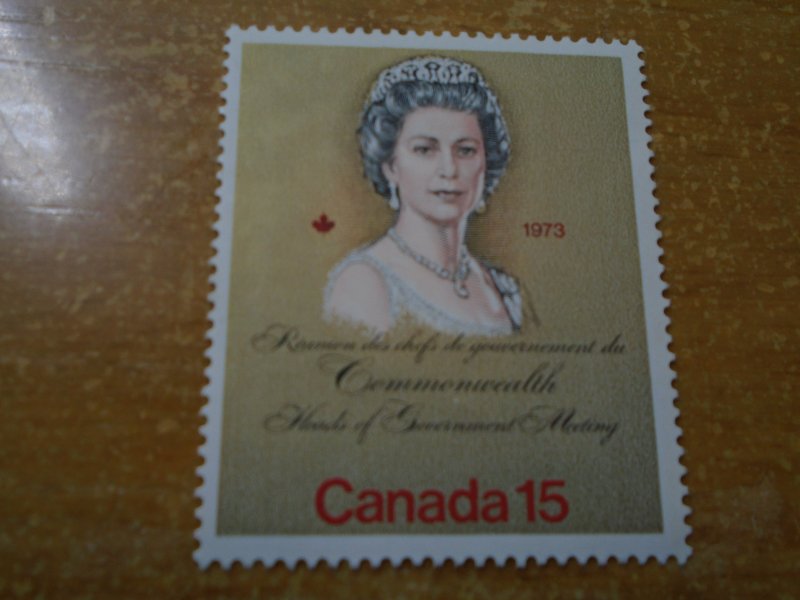 1973
Réunion des chefs de gouvernement du
Commonwealth
Heads of Government Meeting
Canada 15